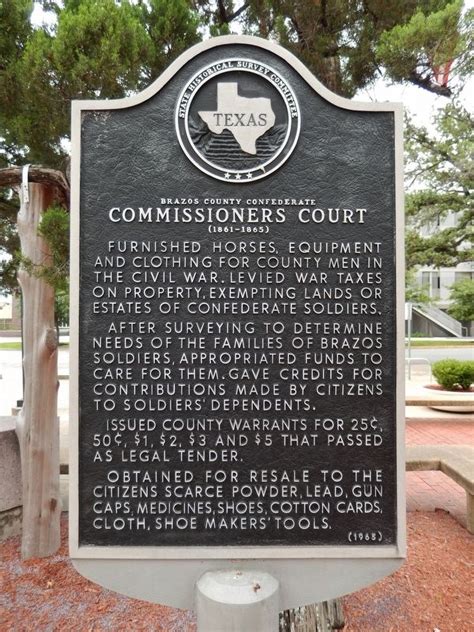 STATE HISTORICAL SURVEY COMMITTEE
TEXAS
BRAZOS COUNTY CONFEDERATE
COMMISSIONERS COURT
(1861-1865)
FURNISHED HORSES, EQUIPMENT
AND CLOTHING FOR COUNTY MEN IN
THE CIVIL WAR. LEVIED WAR TAXES
ON PROPERTY, EXEMPTING LANDS OR
ESTATES OF CONFEDERATE SOLDIERS.
AFTER SURVEYING TO DETERMINE
NEEDS OF THE FAMILIES OF BRAZOS
SOLDIERS, APPROPRIATED FUNDS TO
CARE FOR THEM. GAVE CREDITS FOR
CONTRIBUTIONS MADE BY CITIZENS
TO SOLDIERS' DEPENDENTS.
ISSUED COUNTY WARRANTS FOR 25¢,
50¢, $1, $2, $3 AND $5 THAT PASSED
AS LEGAL TENDER.
OBTAINED FOR RESALE TO THE
CITIZENS SCARCE POWDER, LEAD, GUN
CAPS, MEDICINES, SHOES, COTTON CARDS,
CLOTH, SHOE MAKERS' TOOLS.
(1965)